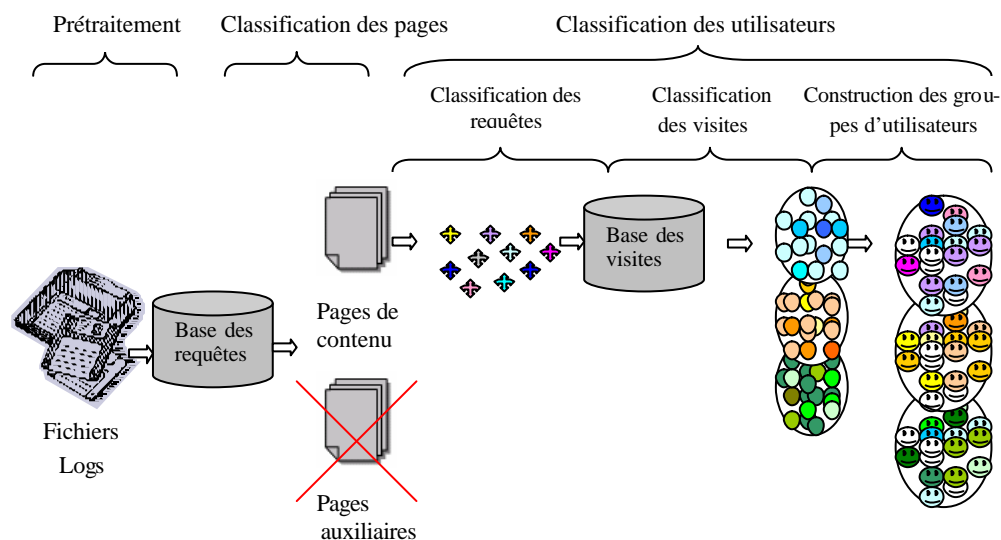 Prétraitement
Classification des pages
Classification des utilisateurs
Classification des
requêtes
Classification
des visites
Construction des grou-
pes d'utilisateurs
Base des
visites
Base des
requêtes
Pages de
contenu
Fichiers
Logs
Pages
auxiliaires